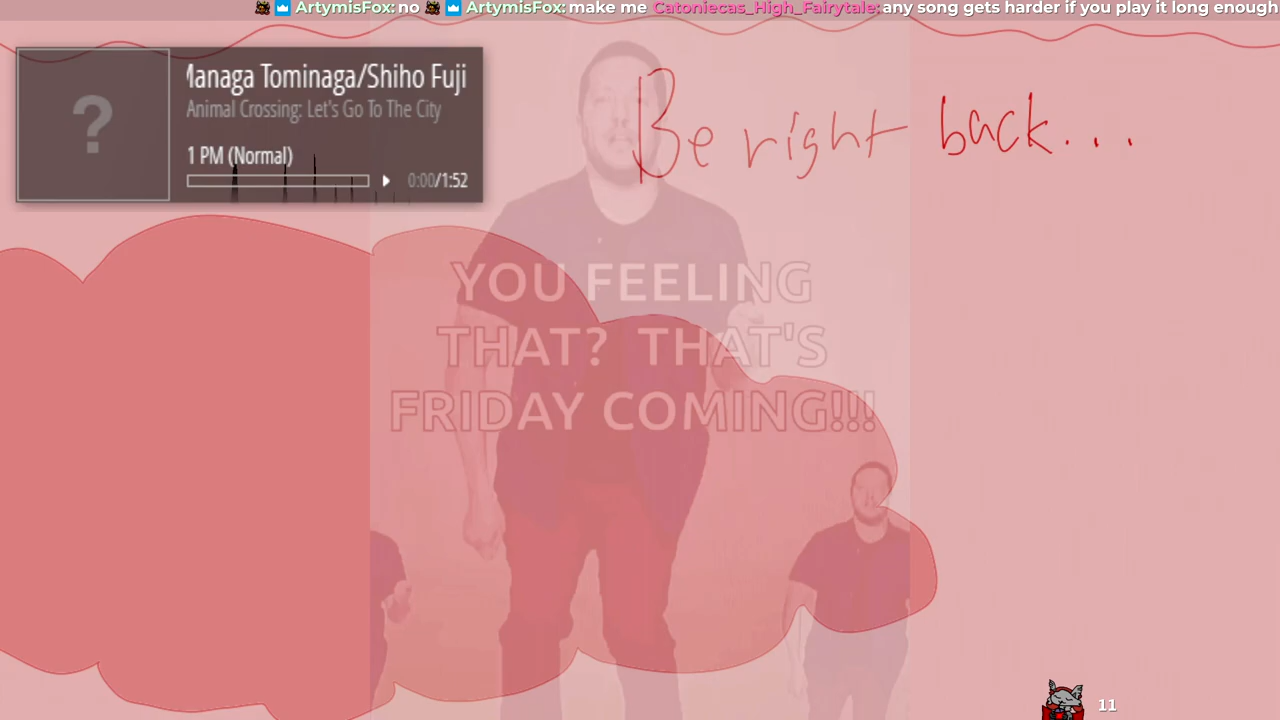 ArtymisFox: no ArtymisFox: make me Catoniecas_High_Fairytale: any song gets harder if you play it long enough
Managa Tominaga/Shiho Fuji
Animal Crossing: Let's Go To The City
1 PM (Normal)
0:00/1:52
Be right back...
YOU FEELING
THAT? THAT'S
FRIDAY COMING!!!
11